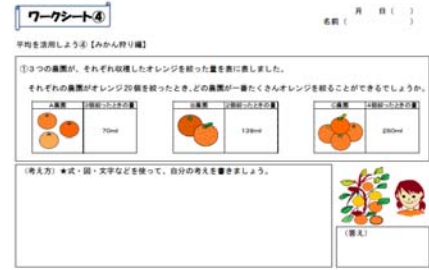 ワークシート④
月 日( )
名前( )
平均を活用しよう④【みかん狩り編】
①3つの農園が、それぞれ収穫したオレンジを絞った量を表に表しました。
それぞれの農園がオレンジ20個を絞ったとき、どの農園が一番たくさんオレンジを絞ることができるでしょうか。
A農園 3個絞ったときの量
70ml
B農園 2個絞ったときの量
C農園 4個絞ったときの量
(考え方)★式・図・文字などを使って、自分の考えを書きましょう。
(答え)